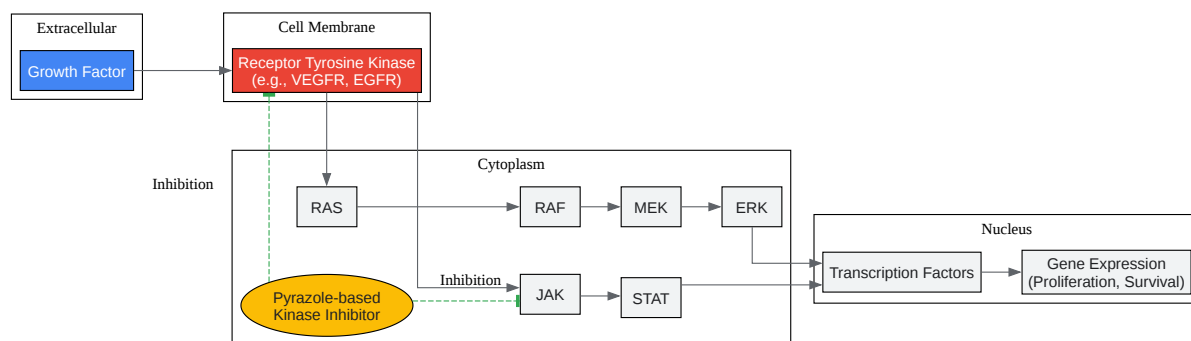 Extracellular
Growth Factor
Cell Membrane
Receptor Tyrosine Kinase
(e.g., VEGFR, EGFR)
Inhibition
Cytoplasm
RAS
RAF
MEK
ERK
Inhibition
Pyrazole-based
Kinase Inhibitor
JAK
STAT
Nucleus
Transcription Factors
Gene Expression
(Proliferation, Survival)